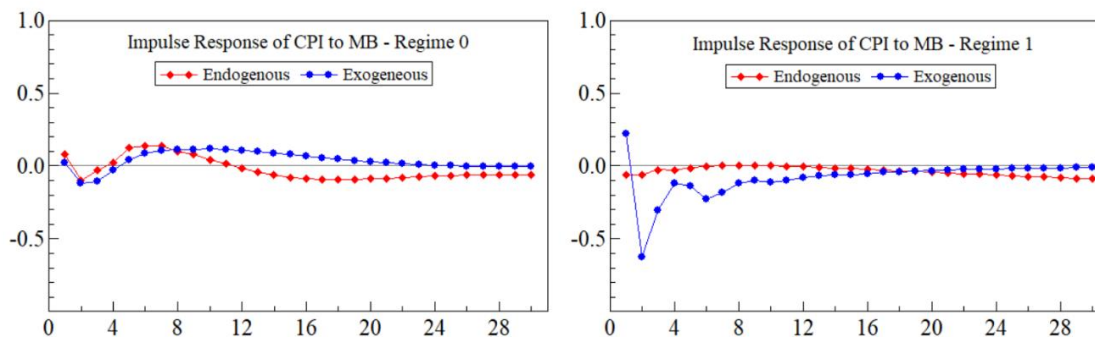 Impulse Response of CPI to MB - Regime 0
Endogenous Exogeneous
1.0
0.5
0.0
-0.5
0 4 8 12 16 20 24 28
Impulse Response of CPI to MB - Regime 1
Endogenous Exogenous
1.0
0.5
0.0
-0.5
0 4 8 12 16 20 24 28